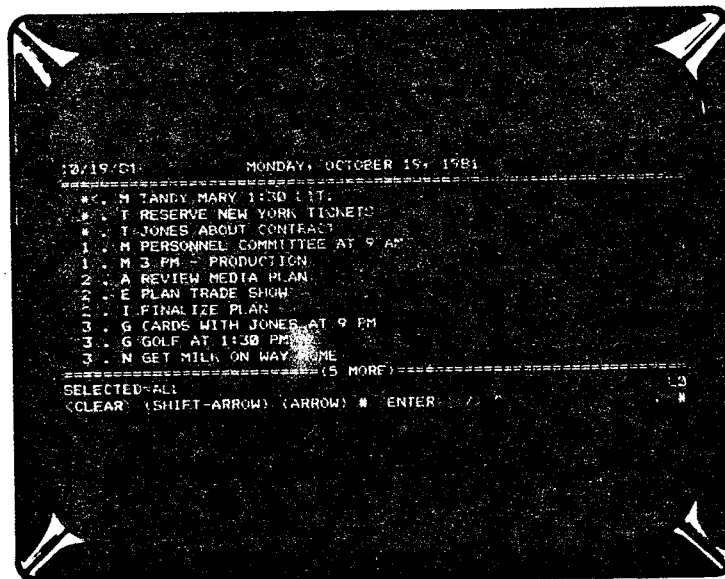 10/19/81 MONDAY, OCTOBER 19, 1981
===
*<. M TANDY MARY 1:30 LIT.
* . T RESERVE NEW YORK TICKETS
* . T JONES ABOUT CONTRACT
1 . M PERSONNEL COMMITTEE AT 9 AM
1 . M 3 PM - PRODUCTION
2 . A REVIEW MEDIA PLAN
2 . E PLAN TRADE SHOW
2 . I FINALIZE PLAN
3 . G CARDS WITH JONES AT 9 PM
3 . G GOLF AT 1:30 PM
3 . N GET MILK ON WAY HOME
===(5 MORE)===
SELECTED=ALL
<CLEAR> (SHIFT-ARROW) (ARROW) # ENTER